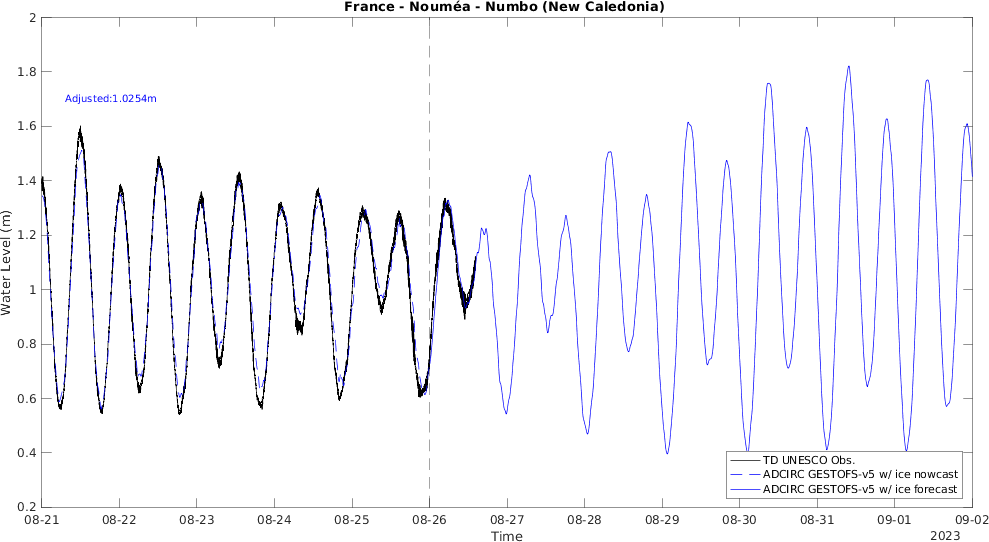 France - Nouméa - Numbo (New Caledonia)
2
1.8
1.6
1.4
1.2
1
0.8
0.6
0.4
0.2
Water Level (m)
Adjusted:1.0254m
TD UNESCO Obs.
ADCIRC GESTOFS-v5 w/ ice nowcast
ADCIRC GESTOFS-v5 w/ ice forecast
08-21 08-22 08-23 08-24 08-25 08-26 08-27 08-28 08-29 08-30 08-31 09-01 09-02
Time
2023